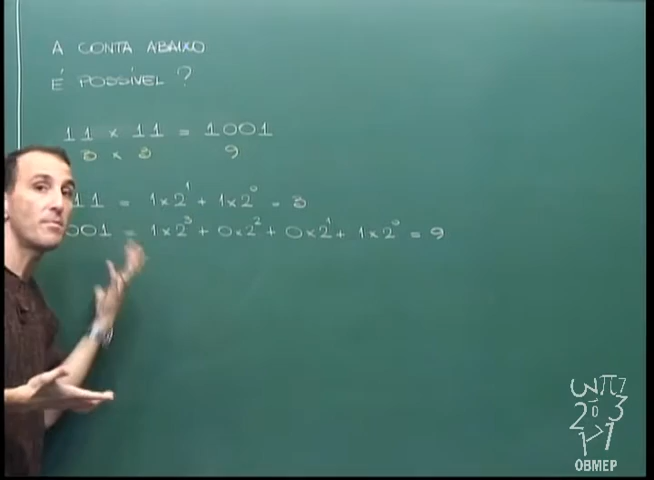 A CONTA ABAIXO
É POSSÍVEL ?
11 × 11 = 1001
3 × 3 9
11 = 1×2¹ + 1×2⁰ = 3
001 = 1×2³ + 0×2² + 0×2¹ + 1×2⁰ = 9
OBMEP